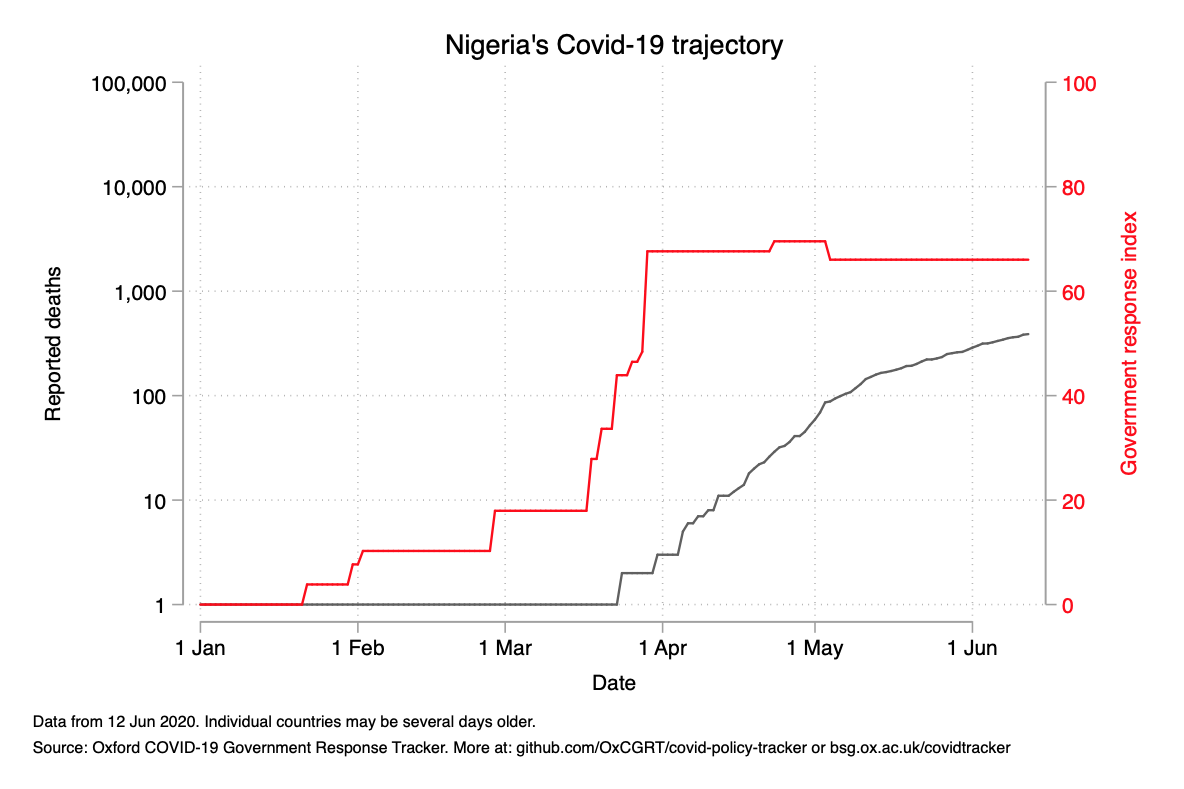 Nigeria's Covid-19 trajectory
100,000
10,000
1,000
100
10
1
Reported deaths
100
80
60
40
20
0
Government response index
1 Jan
1 Feb
1 Mar
1 Apr
1 May
1 Jun
Date
Data from 12 Jun 2020. Individual countries may be several days older.
Source: Oxford COVID-19 Government Response Tracker. More at: github.com/OxCGRT/covid-policy-tracker or bsg.ox.ac.uk/covidtracker